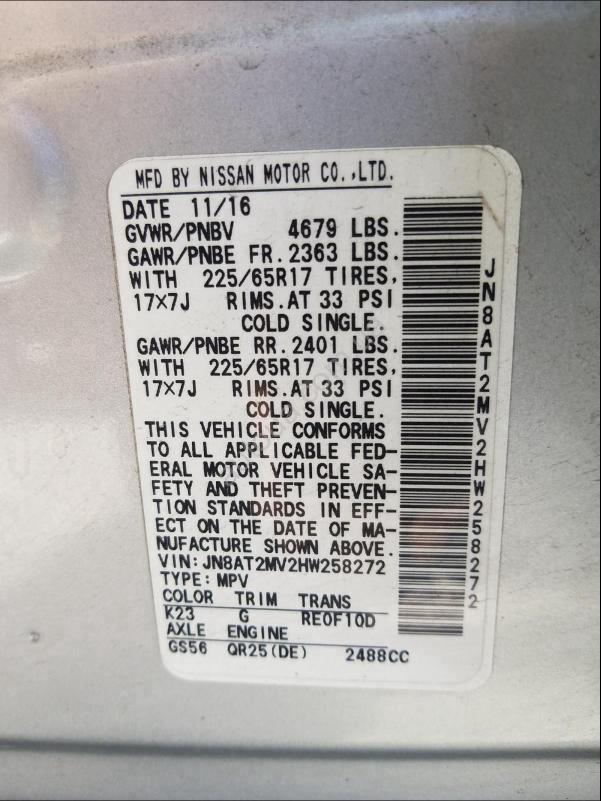 MFD BY NISSAN MOTOR CO.,LTD.
DATE 11/16
GVWR/PNBV 4679 LBS.
GAWR/PNBE FR. 2363 LBS.
WITH 225/65R17 TIRES,
17×7J RIMS. AT 33 PSI
COLD SINGLE.
GAWR/PNBE RR. 2401 LBS.
WITH 225/65R17 TIRES,
17×7J RIMS. AT 33 PSI
COLD SINGLE.
THIS VEHICLE CONFORMS
TO ALL APPLICABLE FED-
ERAL MOTOR VEHICLE SA-
FETY AND THEFT PREVEN-
TION STANDARDS IN EFF-
ECT ON THE DATE OF MA-
NUFACTURE SHOWN ABOVE.
VIN: JN8AT2MV2HW258272
TYPE: MPV
COLOR TRIM TRANS
K23 G RE0F10D
AXLE ENGINE
GS56 QR25(DE) 2488CC
JN8AT2MV2HW258272